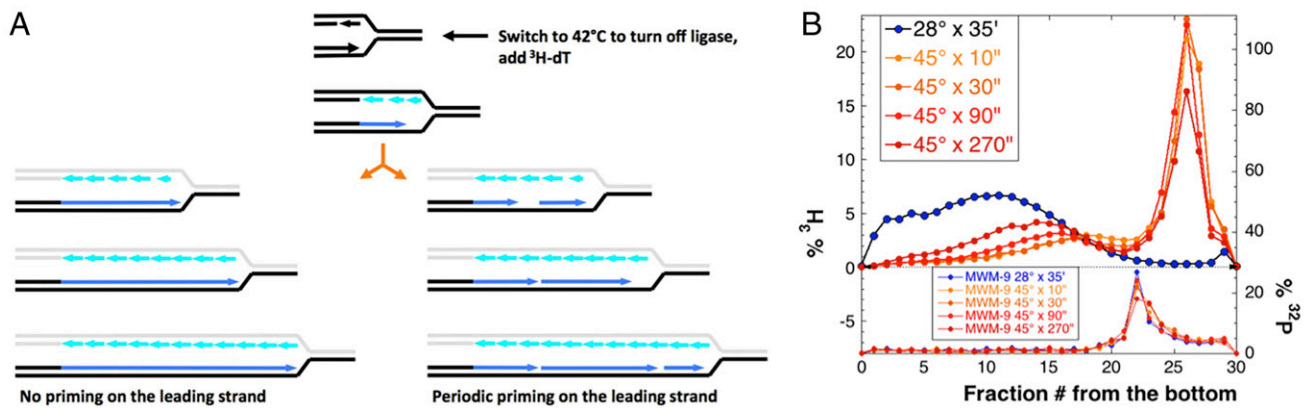 A
Switch to 42°C to turn off ligase,
add ³H-dT
No priming on the leading strand
Periodic priming on the leading strand
B
28° x 35'
45° x 10"
45° x 30"
45° x 90"
45° x 270"
% ³H
20
15
10
5
0
-5
100
80
60
40
20
0
% ³²P
MWM-9 28° x 35'
MWM-9 45° x 10"
MWM-9 45° x 30"
MWM-9 45° x 90"
MWM-9 45° x 270"
0 5 10 15 20 25 30
Fraction # from the bottom